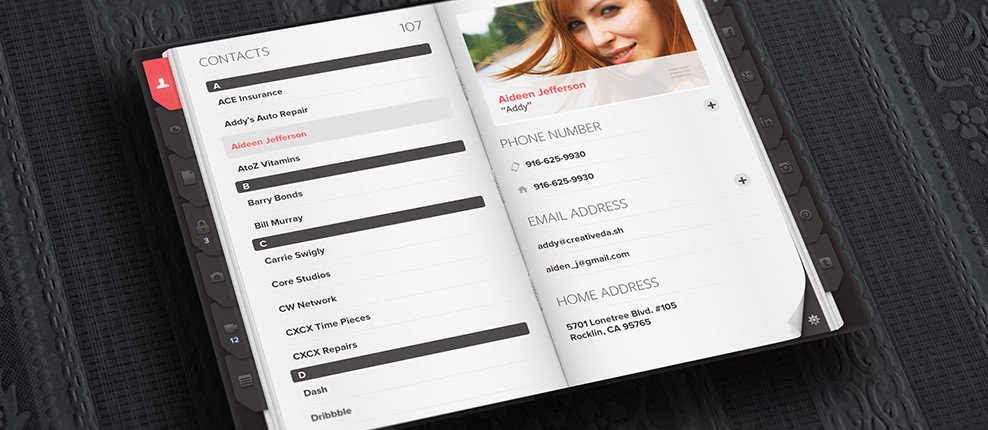 CONTACTS
107
A
ACE Insurance
Addy's Auto Repair
Aideen Jefferson
AtoZ Vitamins
B
Barry Bonds
Bill Murray
C
Carrie Swigly
Core Studios
CW Network
CXCX Time Pieces
CXCX Repairs
D
Dash
Dribbble
3
12
Aideen Jefferson
“Addy”
PHONE NUMBER
916-625-9930
916-625-9930
EMAIL ADDRESS
addy@creativeda.sh
aiden_j@gmail.com
HOME ADDRESS
5701 Lonetree Blvd. #105
Rocklin, CA 95765
in